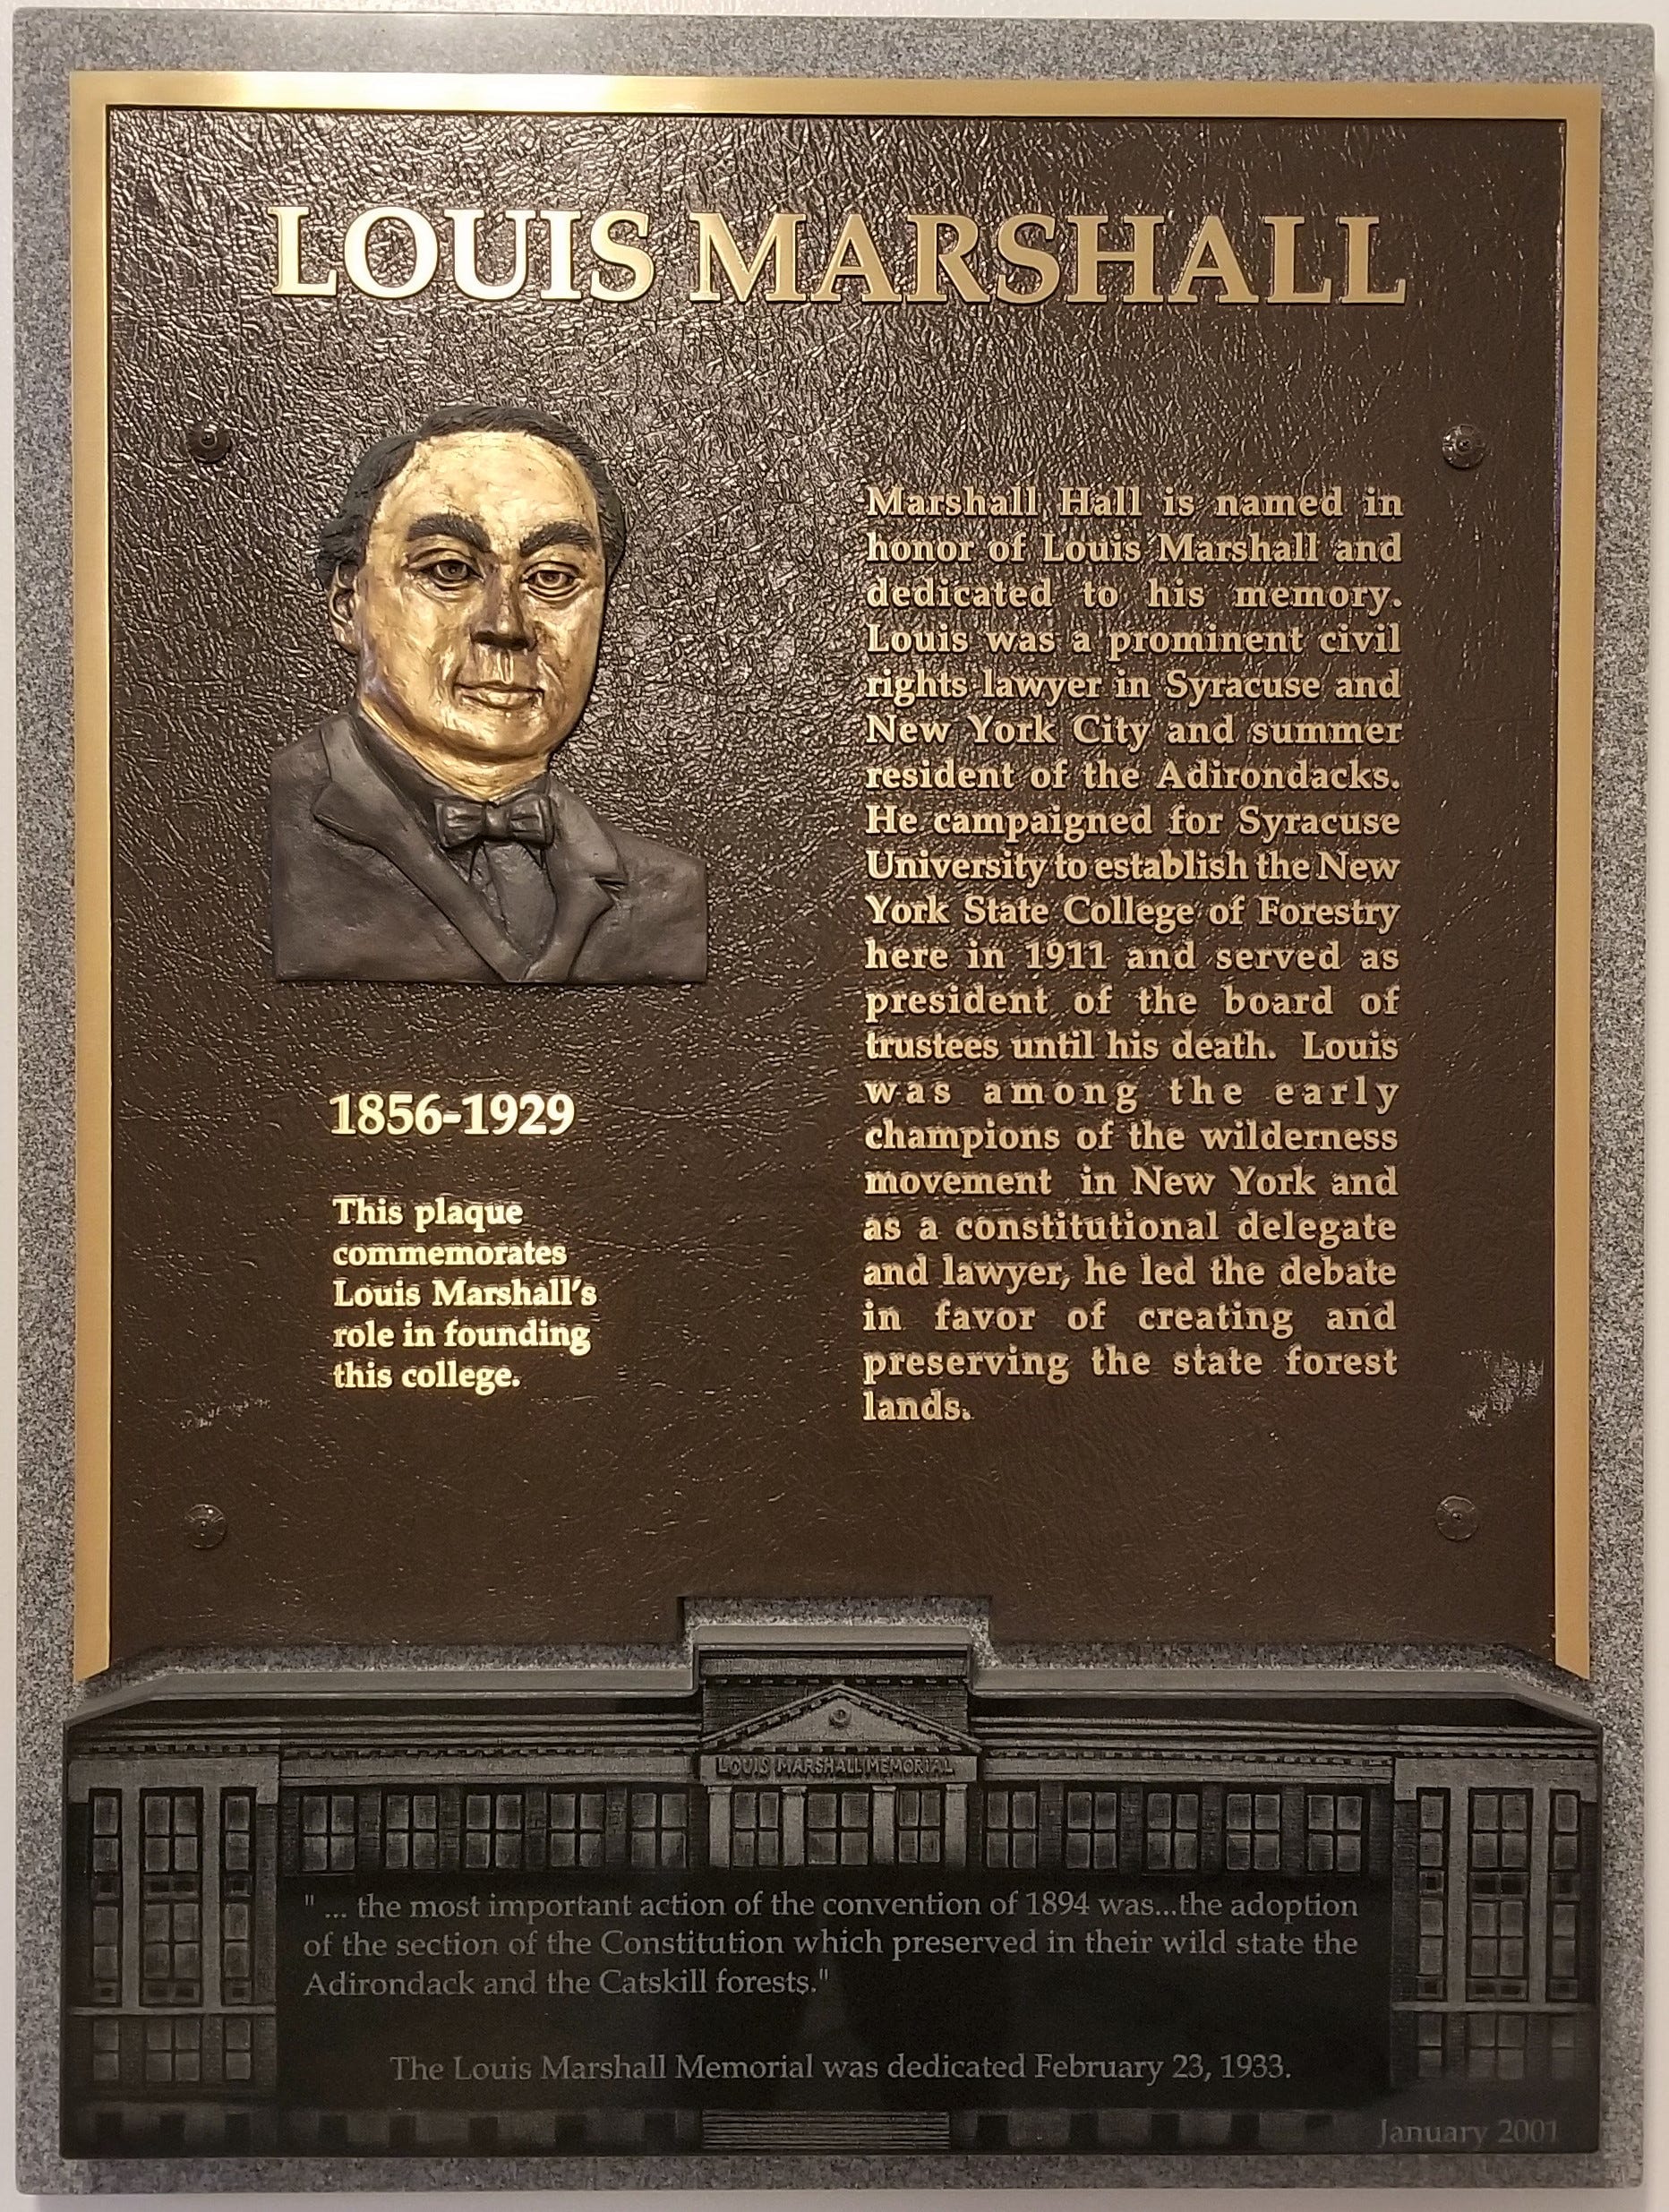 LOUIS MARSHALL
1856-1929
This plaque
commemorates
Louis Marshall's
role in founding
this college.
Marshall Hall is named in
honor of Louis Marshall and
dedicated to his memory.
Louis was a prominent civil
rights lawyer in Syracuse and
New York City and summer
resident of the Adirondacks.
He campaigned for Syracuse
University to establish the New
York State College of Forestry
here in 1911 and served as
president of the board of
trustees until his death. Louis
was among the early
champions of the wilderness
movement in New York and
as a constitutional delegate
and lawyer, he led the debate
in favor of creating and
preserving the state forest
lands.
LOUIS MARSHALL MEMORIAL
" ... the most important action of the convention of 1894 was...the adoption
of the section of the Constitution which preserved in their wild state the
Adirondack and the Catskill forests."
The Louis Marshall Memorial was dedicated February 23, 1933.
January 2001